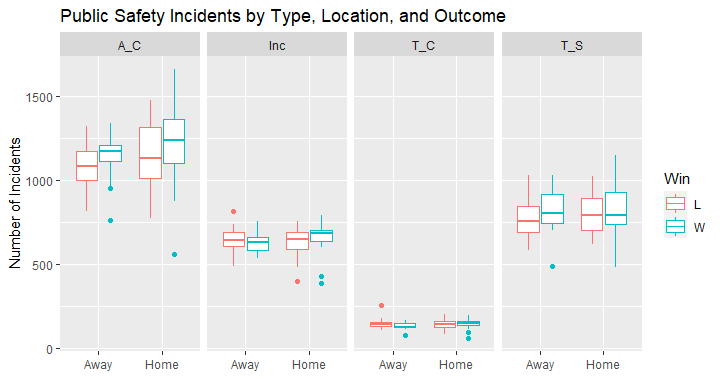 Public Safety Incidents by Type, Location, and Outcome
A_C Inc T_C T_S
Number of Incidents
1500
1000
500
0
Away Home Away Home Away Home Away Home
Win
L
W